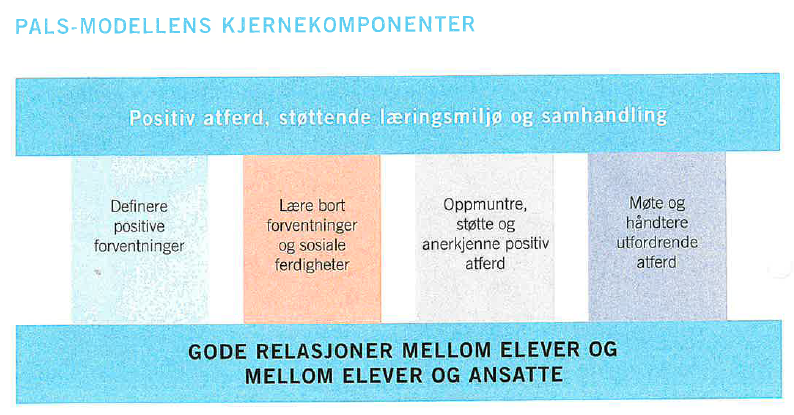 PALS-MODELLENS KJERNEKOMPONENTER
Positiv atferd, støttende læringsmiljø og samhandling
Definere
positive
forventninger
Lære bort
forventninger
og sosiale
ferdigheter
Oppmuntre,
støtte og
anerkjenne positiv
atferd
Møte og
håndtere
utfordrende
atferd
GODE RELASJONER MELLOM ELEVER OG
MELLOM ELEVER OG ANSATTE